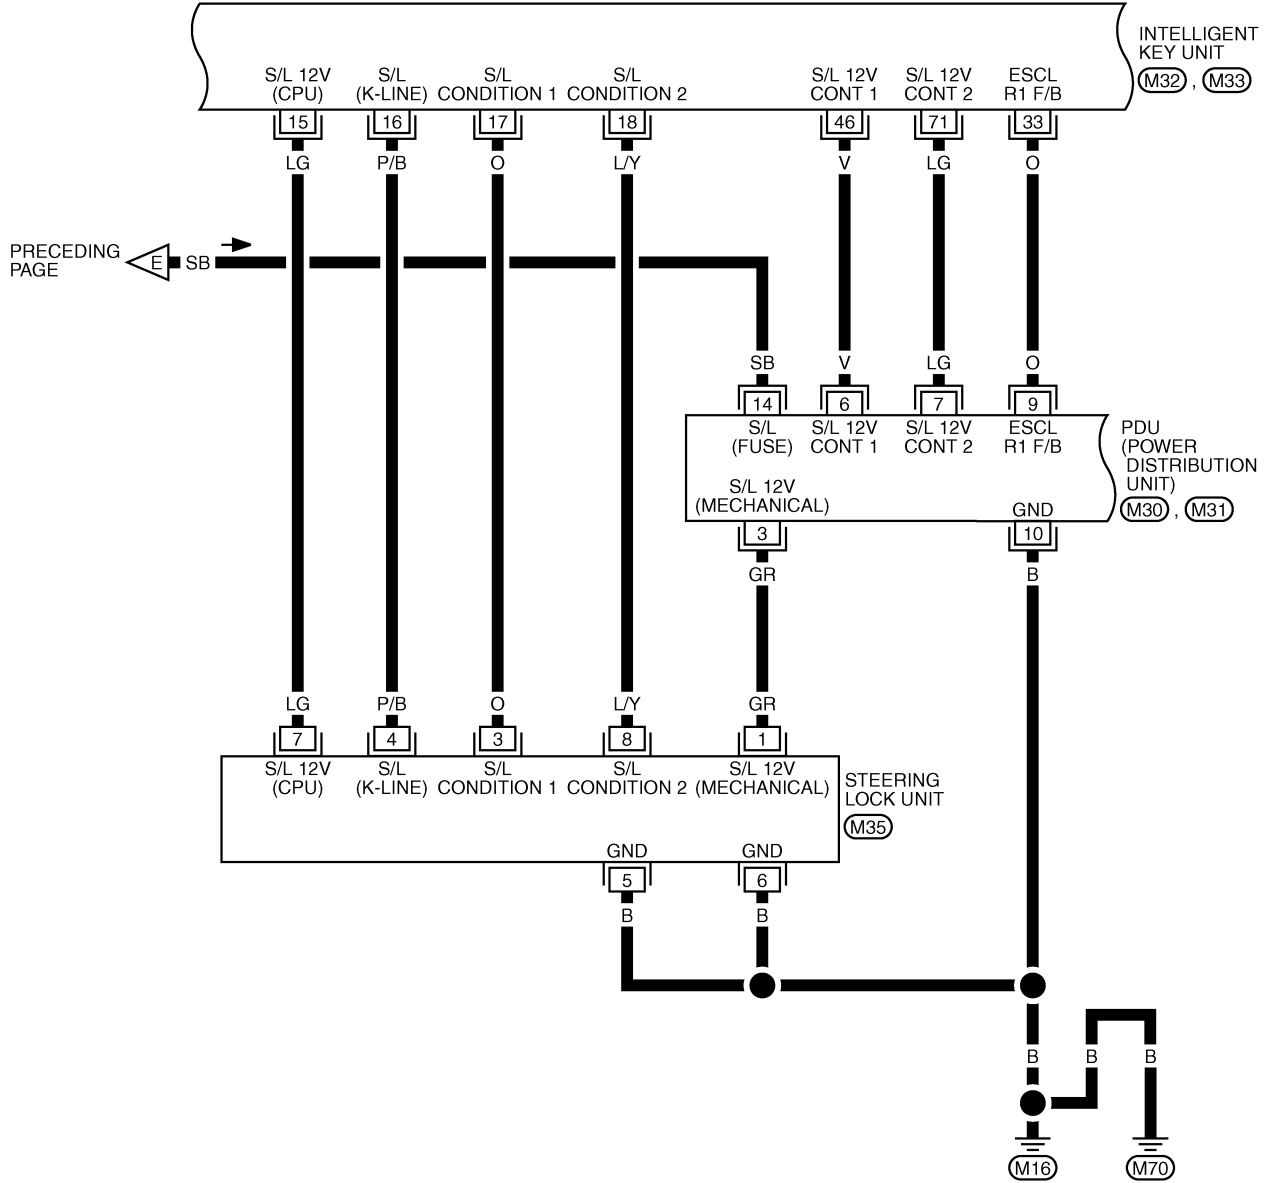 INTELLIGENT
KEY UNIT
M32 , M33
S/L 12V
(CPU)
S/L
(K-LINE)
S/L
CONDITION 1
S/L
CONDITION 2
S/L 12V
CONT 1
S/L 12V
CONT 2
ESCL
R1 F/B
15 16 17 18 46 71 33
LG P/B O L/Y V LG O
PRECEDING
PAGE
E SB
SB V LG O
14 6 7 9
S/L
(FUSE)
S/L 12V
CONT 1
S/L 12V
CONT 2
ESCL
R1 F/B
PDU
(POWER
DISTRIBUTION
UNIT)
M30 , M31
S/L 12V
(MECHANICAL)
GND
3 10
GR B
LG P/B O L/Y GR
7 4 3 8 1
S/L 12V
(CPU)
S/L
(K-LINE)
S/L
CONDITION 1
S/L
CONDITION 2
S/L 12V
(MECHANICAL)
STEERING
LOCK UNIT
M35
GND GND
5 6
B B
B B B
M16 M70